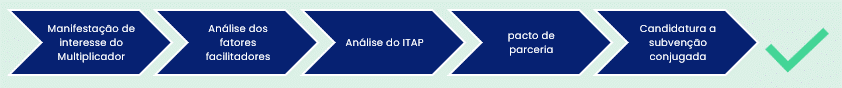 Manifestação de
interesse do
Multiplicador
Análise dos
fatores
facilitadores
Análise do ITAP
pacto de
parceria
Candidatura a
subvenção
conjugada